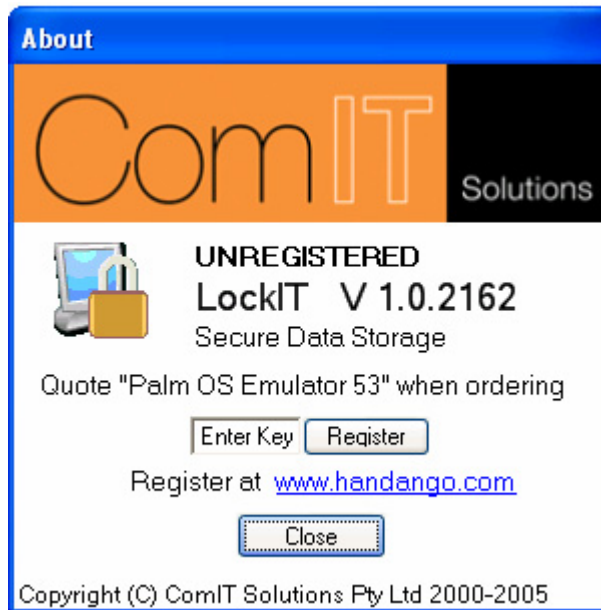 About
ComIT Solutions
UNREGISTERED
LockIT V 1.0.2162
Secure Data Storage
Quote "Palm OS Emulator 53" when ordering
Enter Key Register
Register at www.handango.com
Close
Copyright (C) ComIT Solutions Pty Ltd 2000-2005